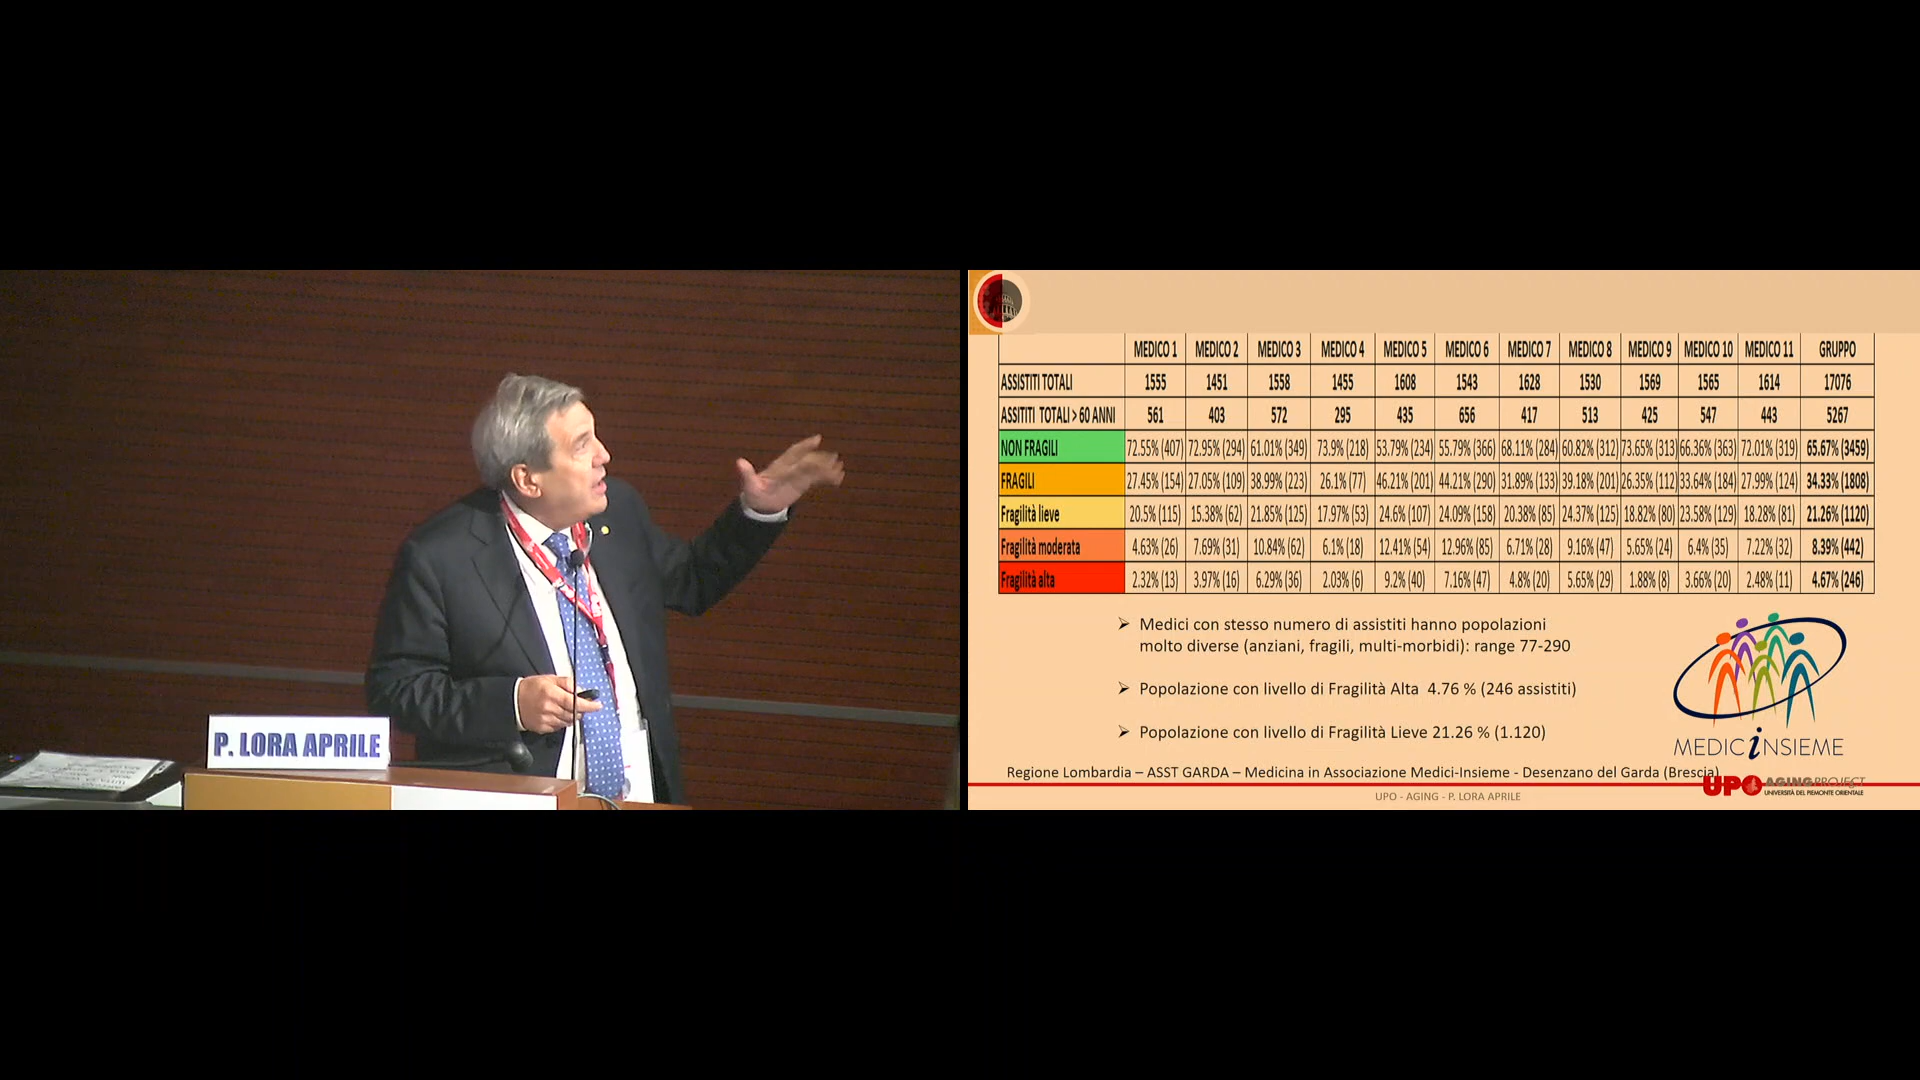 P. LORA APRILE
MEDICO 1 MEDICO 2 MEDICO 3 MEDICO 4 MEDICO 5 MEDICO 6 MEDICO 7 MEDICO 8 MEDICO 9 MEDICO 10 MEDICO 11 GRUPPO
ASSISTITI TOTALI 1555 1451 1558 1455 1608 1543 1628 1530 1569 1565 1614 17076
ASSITITI TOTALI > 60 ANNI 561 403 572 295 435 656 417 513 425 547 443 5267
NON FRAGILI 72.55% (407) 72.95% (294) 61.01% (349) 73.9% (218) 53.79% (234) 55.79% (366) 68.11% (284) 60.82% (312) 73.65% (313) 66.36% (363) 72.01% (319) 65.67% (3459)
FRAGILI 27.45% (154) 27.05% (109) 38.99% (223) 26.1% (77) 46.21% (201) 44.21% (290) 31.89% (133) 39.18% (201) 26.35% (112) 33.64% (184) 27.99% (124) 34.33% (1808)
Fragilità lieve 20.5% (115) 15.38% (62) 21.85% (125) 17.97% (53) 24.6% (107) 24.09% (158) 20.38% (85) 24.37% (125) 18.82% (80) 23.58% (129) 18.28% (81) 21.26% (1120)
Fragilità moderata 4.63% (26) 7.69% (31) 10.84% (62) 6.1% (18) 12.41% (54) 12.96% (85) 6.71% (28) 9.16% (47) 5.65% (24) 6.4% (35) 7.22% (32) 8.39% (442)
Fragilità alta 2.32% (13) 3.97% (16) 6.29% (36) 2.03% (6) 9.2% (40) 7.16% (47) 4.8% (20) 5.65% (29) 1.88% (8) 3.66% (20) 2.48% (11) 4.67% (246)
➢ Medici con stesso numero di assistiti hanno popolazioni
molto diverse (anziani, fragili, multi-morbidi): range 77-290
➢ Popolazione con livello di Fragilità Alta 4.76 % (246 assistiti)
➢ Popolazione con livello di Fragilità Lieve 21.26 % (1.120)
MEDICiNSIEME
Regione Lombardia – ASST GARDA – Medicina in Associazione Medici-Insieme - Desenzano del Garda (Brescia)
UPO AGING PROJECT
UNIVERSITÀ DEL PIEMONTE ORIENTALE
UPO - AGING - P. LORA APRILE